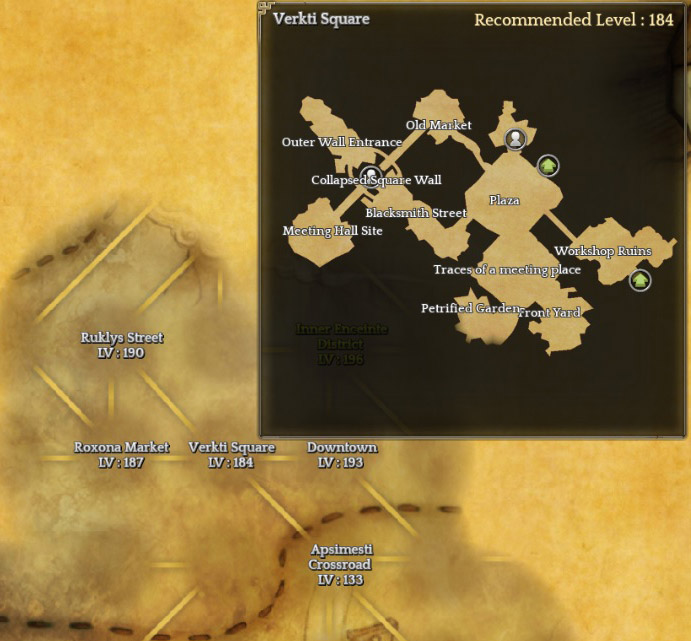 Verkti Square
Recommended Level : 184
Old Market
Outer Wall Entrance
Collapsed Square Wall
Plaza
Blacksmith Street
Meeting Hall Site
Workshop Ruins
Traces of a meeting place
Petrified Garden
Front Yard
Inner Enceinte
District
LV : 196
Ruklys Street
LV : 190
Roxona Market
LV : 187
Verkti Square
LV : 184
Downtown
LV : 193
Apsimesti
Crossroad
LV : 133